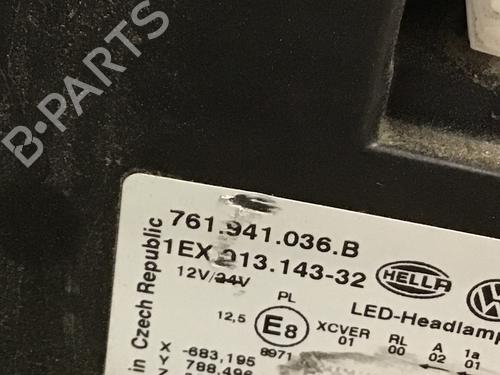 B-PARTS
761.941.036.B
1EX 013.143-32
HELLA
12V/24V
LED-Headlamp
PL
12,5 E8 XCVER RL A 1a
8971 01 00 02 01
in Czech Republic
X -683,195
Y 788,496
Z